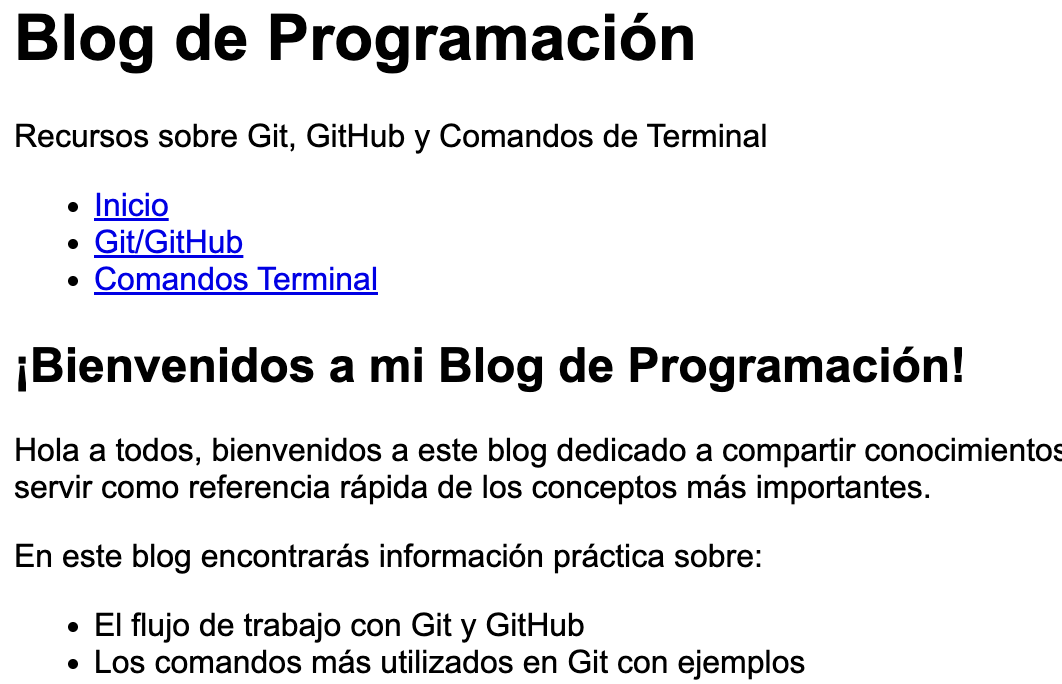 Blog de Programación
Recursos sobre Git, GitHub y Comandos de Terminal
Inicio
Git/GitHub
Comandos Terminal
¡Bienvenidos a mi Blog de Programación!
Hola a todos, bienvenidos a este blog dedicado a compartir conocimientos
servir como referencia rápida de los conceptos más importantes.
En este blog encontrarás información práctica sobre:
El flujo de trabajo con Git y GitHub
Los comandos más utilizados en Git con ejemplos